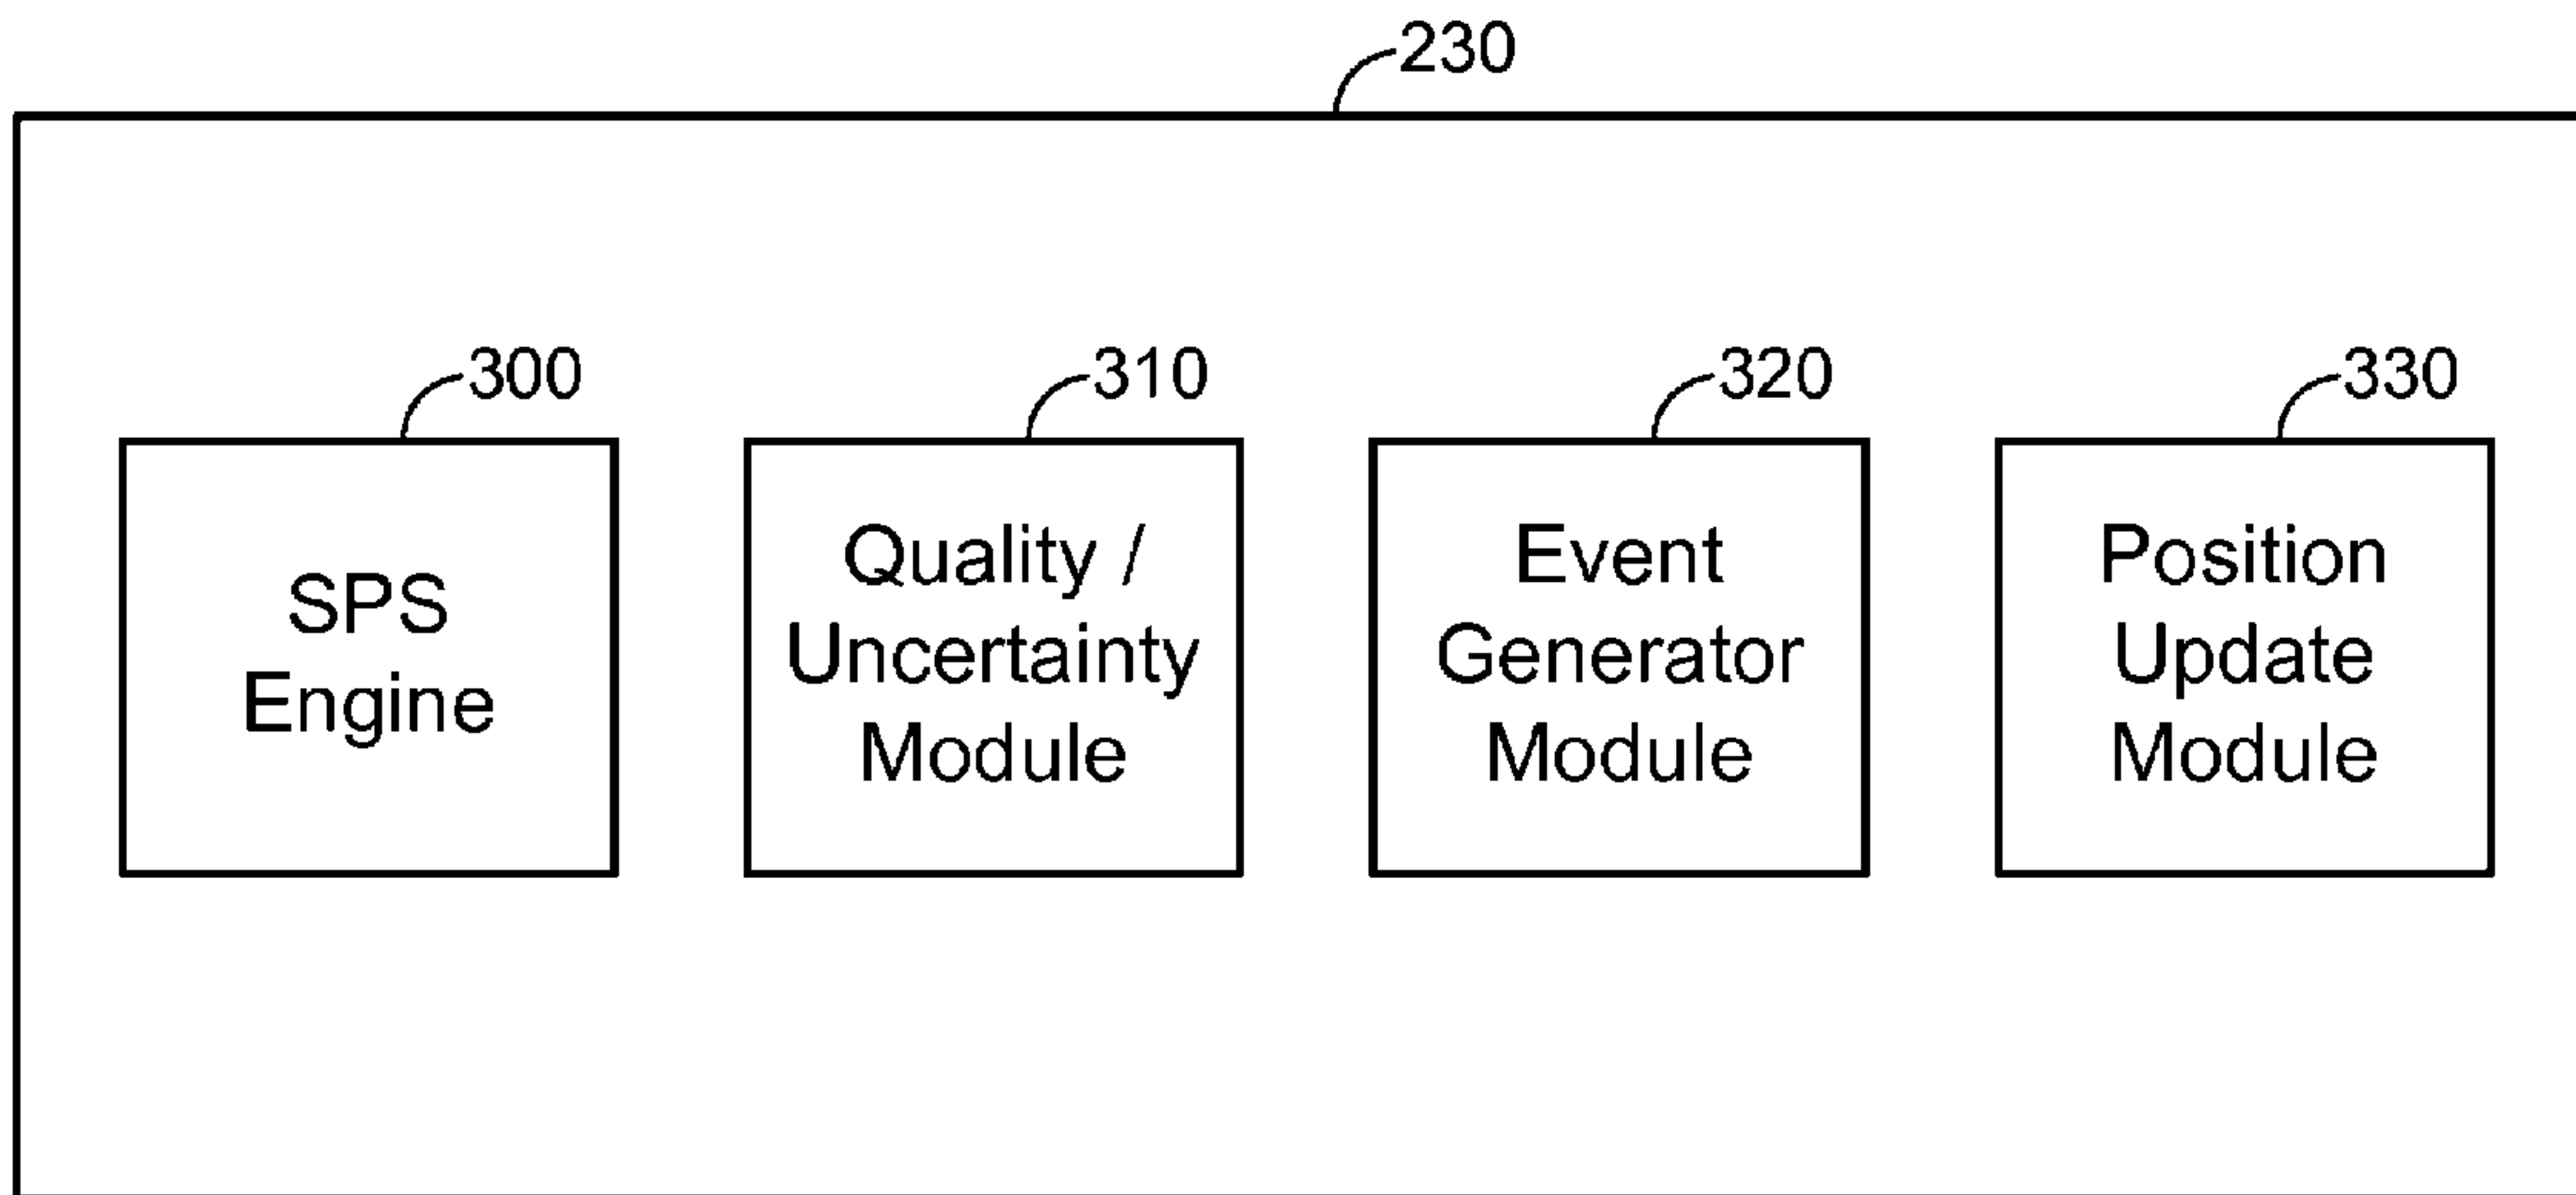 230
300
310
320
330
SPS
Engine
Quality /
Uncertainty
Module
Event
Generator
Module
Position
Update
Module